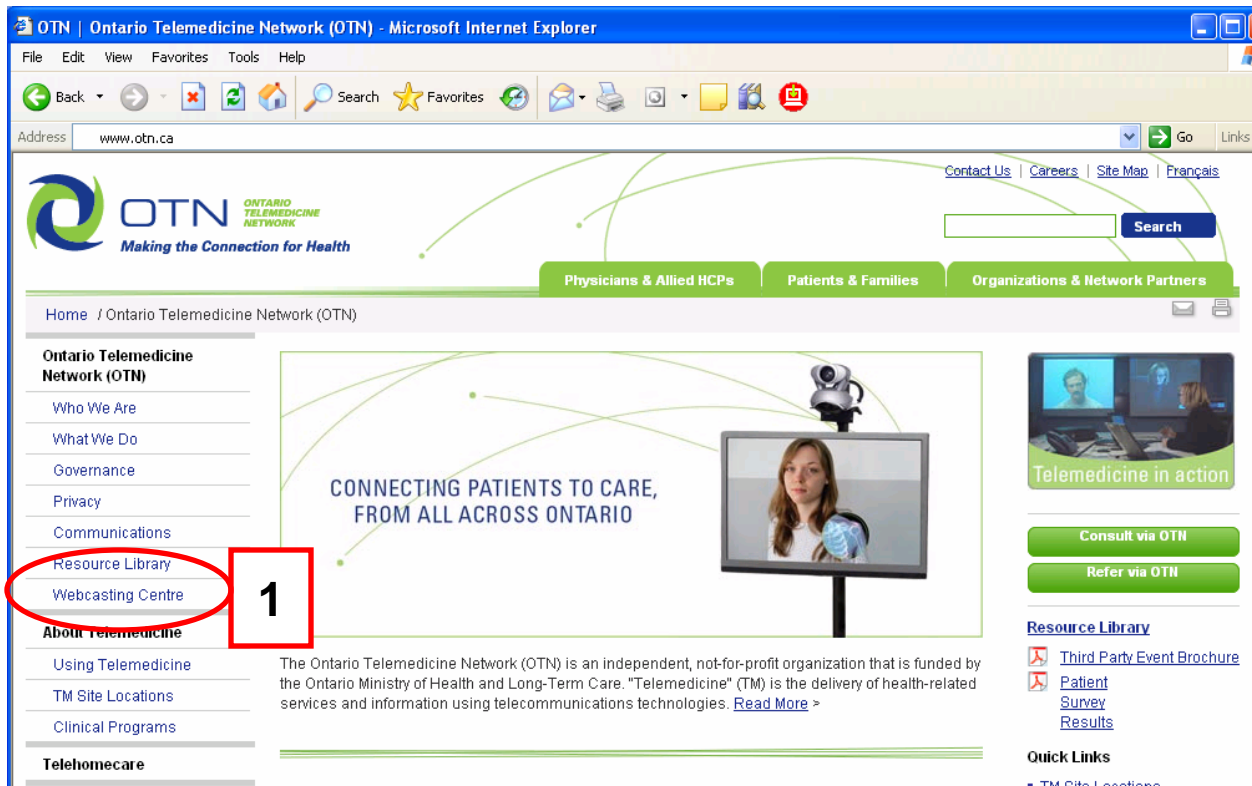 OTN | Ontario Telemedicine Network (OTN) - Microsoft Internet Explorer
File Edit View Favorites Tools Help
Back Search Favorites
Address www.otn.ca Go Links
Contact Us | Careers | Site Map | Français
OTN ONTARIO
TELEMEDICINE
NETWORK
Making the Connection for Health
Search
Physicians & Allied HCPs Patients & Families Organizations & Network Partners
Home / Ontario Telemedicine Network (OTN)
Ontario Telemedicine
Network (OTN)
Who We Are
What We Do
Governance
Privacy
Communications
Resource Library
Webcasting Centre
1
About Telemedicine
Using Telemedicine
TM Site Locations
Clinical Programs
Telehomecare
CONNECTING PATIENTS TO CARE,
FROM ALL ACROSS ONTARIO
The Ontario Telemedicine Network (OTN) is an independent, not-for-profit organization that is funded by
the Ontario Ministry of Health and Long-Term Care. "Telemedicine" (TM) is the delivery of health-related
services and information using telecommunications technologies. Read More >
Telemedicine in action
Consult via OTN
Refer via OTN
Resource Library
Third Party Event Brochure
Patient
Survey
Results
Quick Links
TM Site Locations